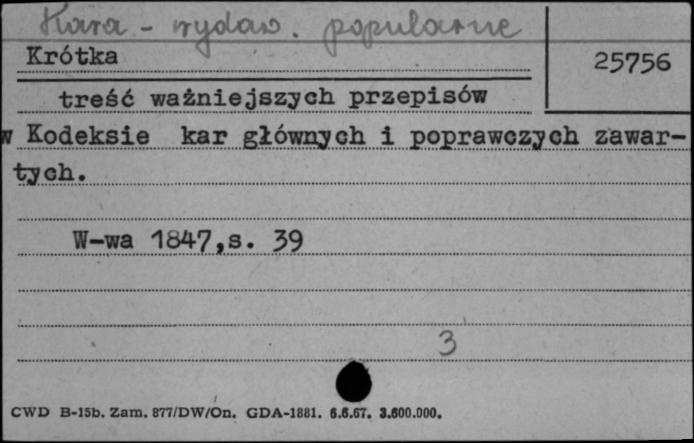 Kara - wydaw. popularne
Krótka
25756
treść ważniejszych przepisów
w Kodeksie kar głównych i poprawczych zawar-
tych.
W-wa 1847,s. 39
3
CWD B-15b. Zam. 877/DW/On. GDA-1881. 6.6.67. 3.600.000.